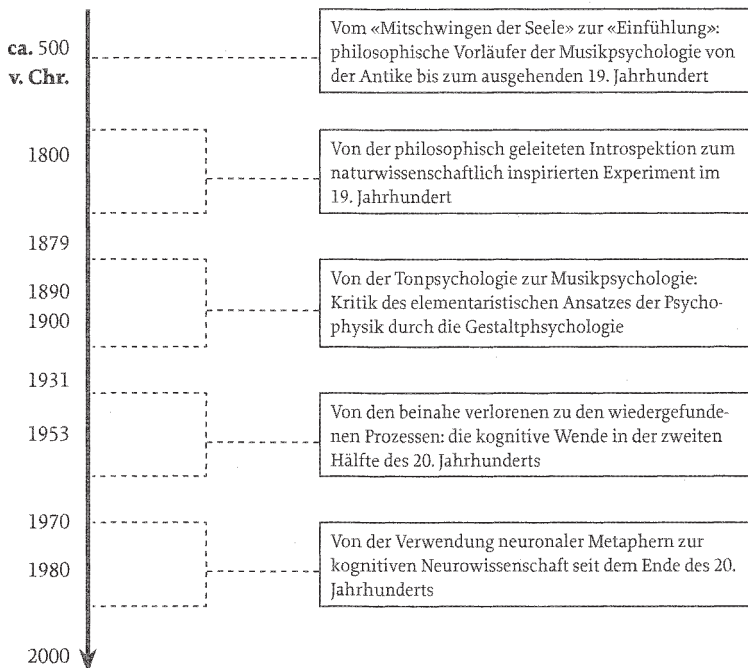 ca. 500
v. Chr.
Vom «Mitschwingen der Seele» zur «Einfühlung»:
philosophische Vorläufer der Musikpsychologie von
der Antike bis zum ausgehenden 19. Jahrhundert
1800
Von der philosophisch geleiteten Introspektion zum
naturwissenschaftlich inspirierten Experiment im
19. Jahrhundert
1879
1890
1900
Von der Tonpsychologie zur Musikpsychologie:
Kritik des elementaristischen Ansatzes der Psycho-
physik durch die Gestaltphsychologie
1931
1953
Von den beinahe verlorenen zu den wiedergefunde-
nen Prozessen: die kognitive Wende in der zweiten
Hälfte des 20. Jahrhunderts
1970
1980
Von der Verwendung neuronaler Metaphern zur
kognitiven Neurowissenschaft seit dem Ende des 20.
Jahrhunderts
2000